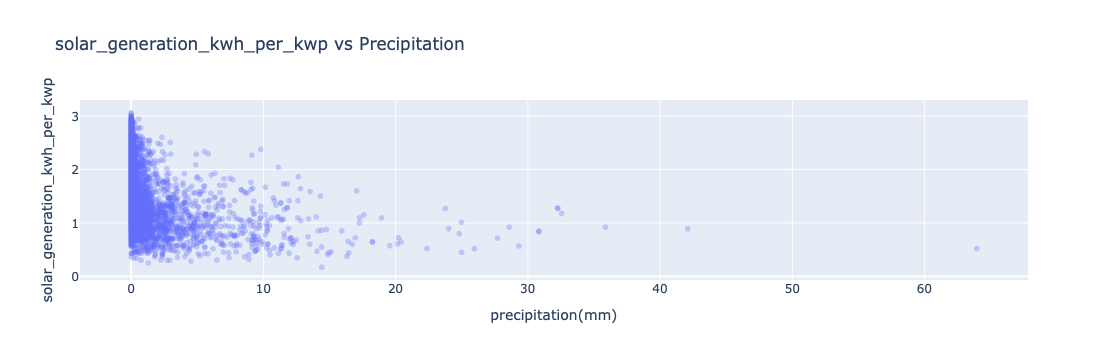 solar_generation_kwh_per_kwp vs Precipitation
solar_generation_kwh_per_kwp
3
2
1
0
0 10 20 30 40 50 60
precipitation(mm)